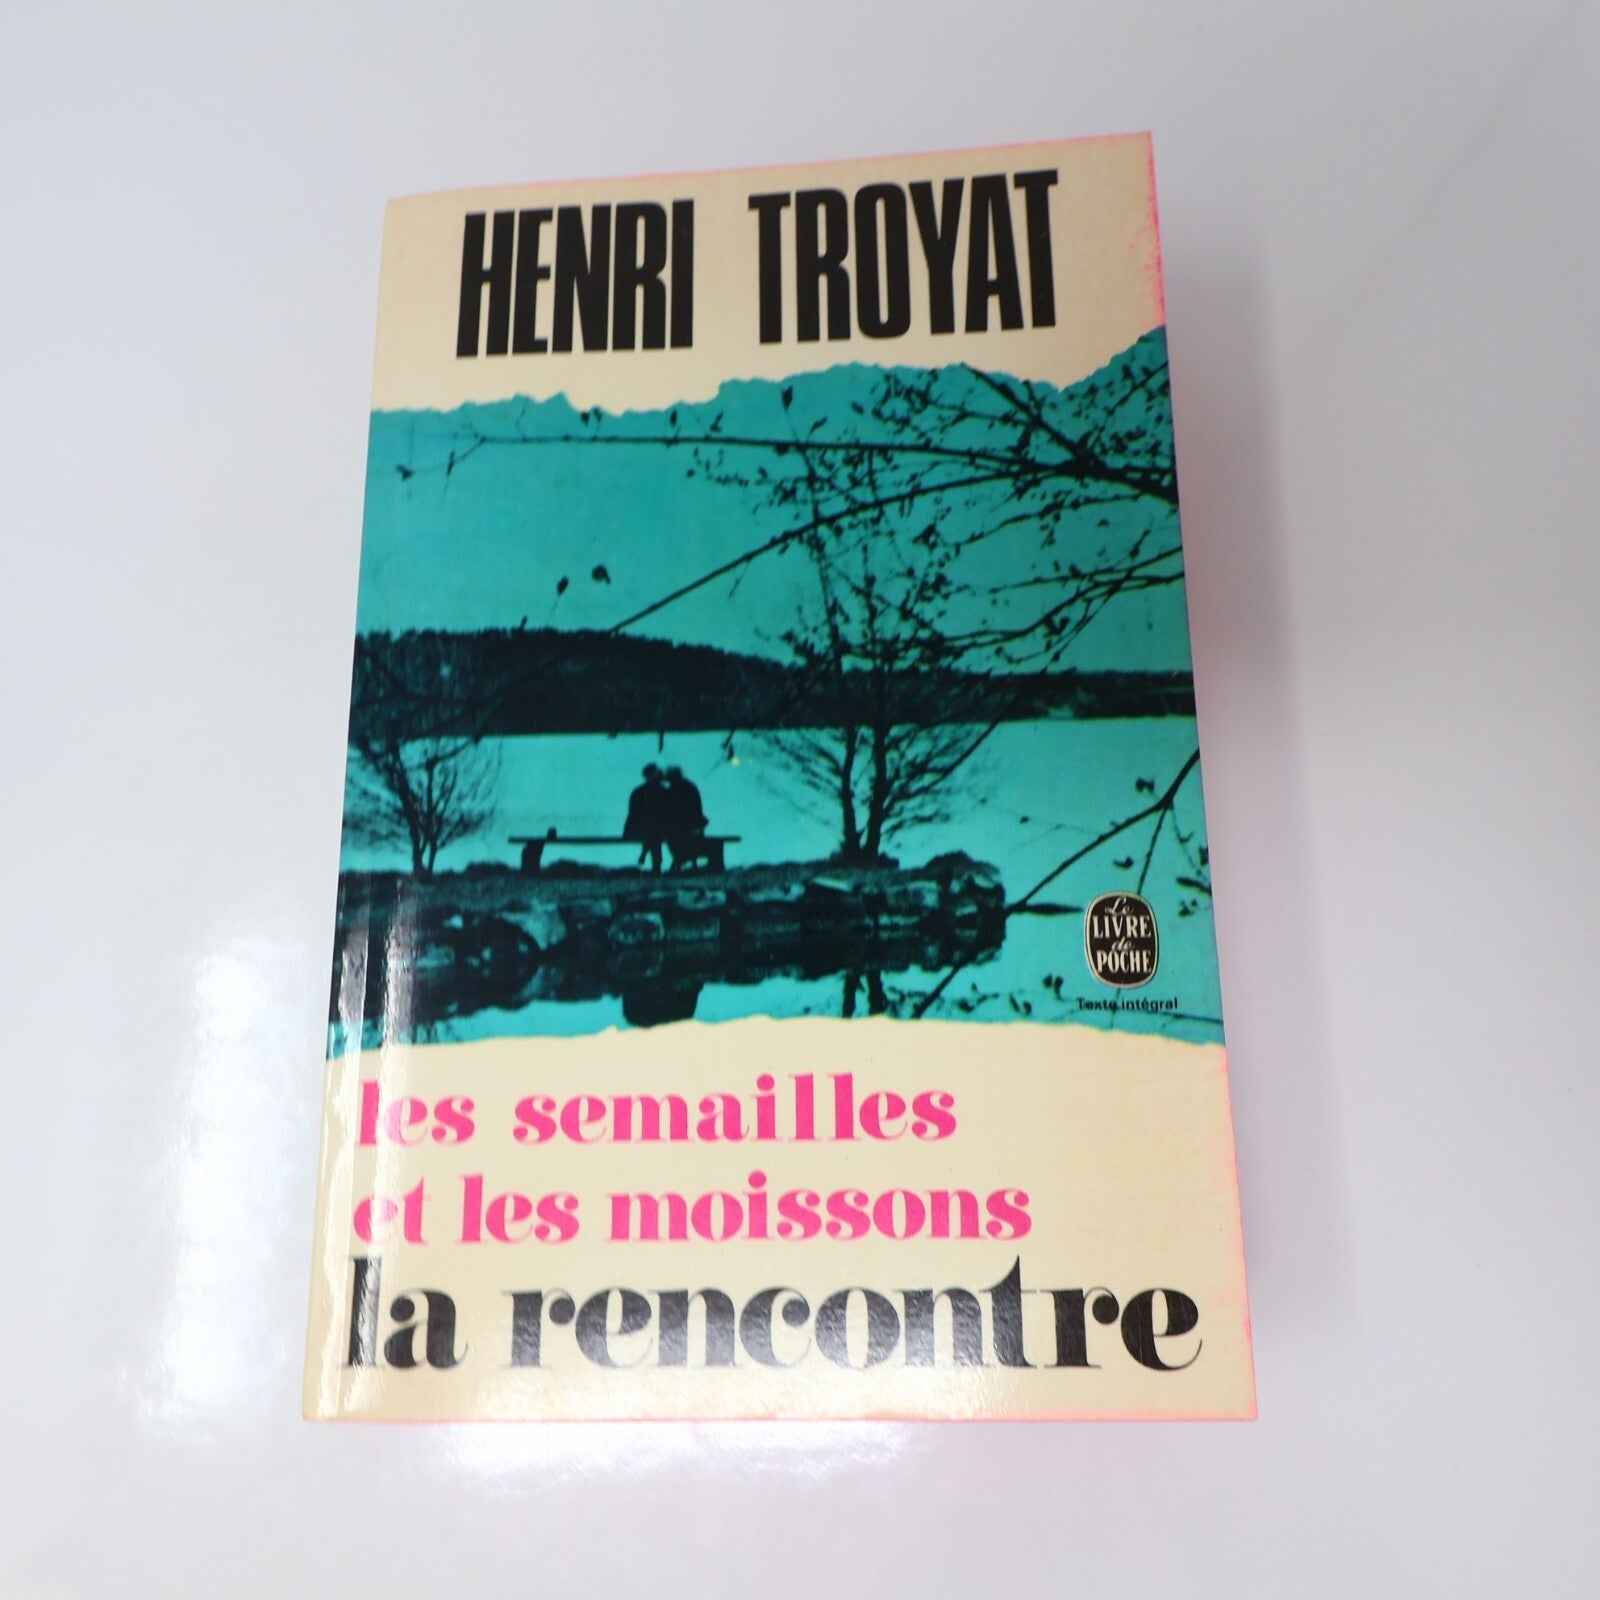 HENRI TROYAT
Le
LIVRE
de
POCHE
Texte intégral
les semailles
et les moissons
la rencontre